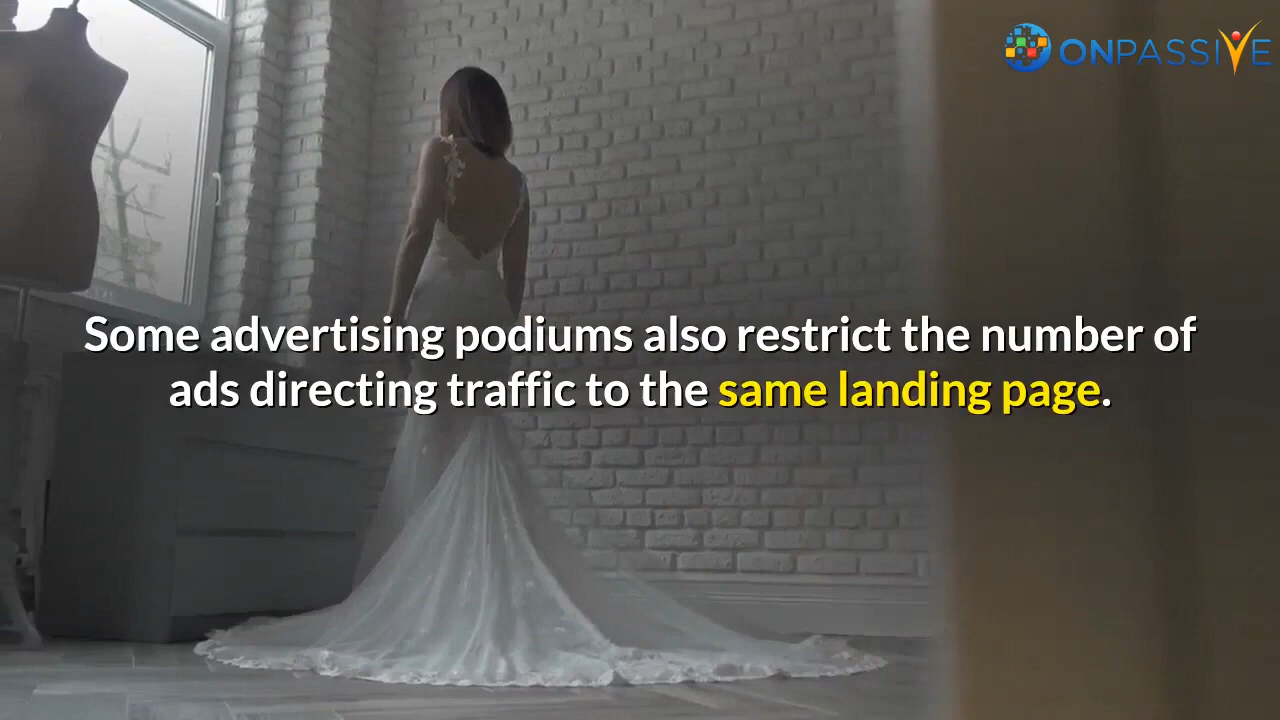 ONPASSIVE
Some advertising podiums also restrict the number of
ads directing traffic to the same landing page.